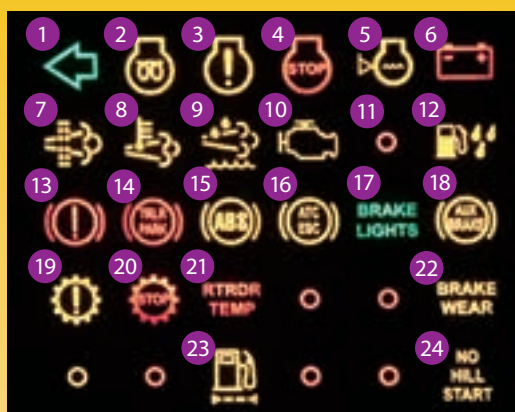 1 2 3 4 5 6
STOP
7 8 9 10 11 12
13 14 15 16 17 18
TRLR PARK ABS ATC ESC BRAKE LIGHTS AUX BRAKE
19 20 21 22
STOP RTRDR TEMP BRAKE WEAR
23 24
NO HILL START